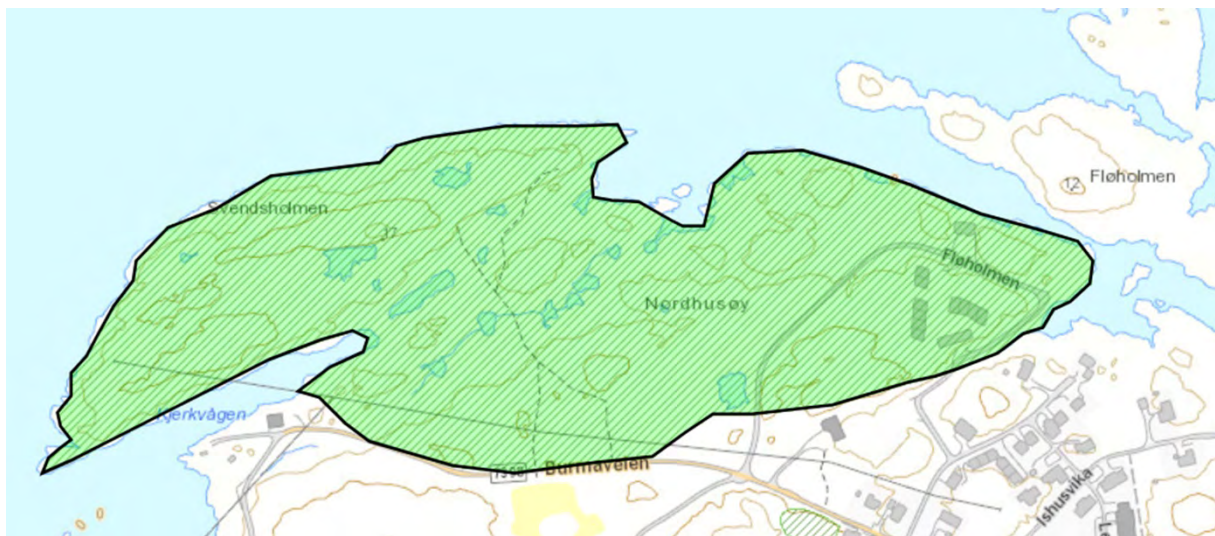 Fløholmen
12
Svendsholmen
17
Fløholmen
Nordhusøy
Kjerkvågen
Burmaveien
Ishusvika